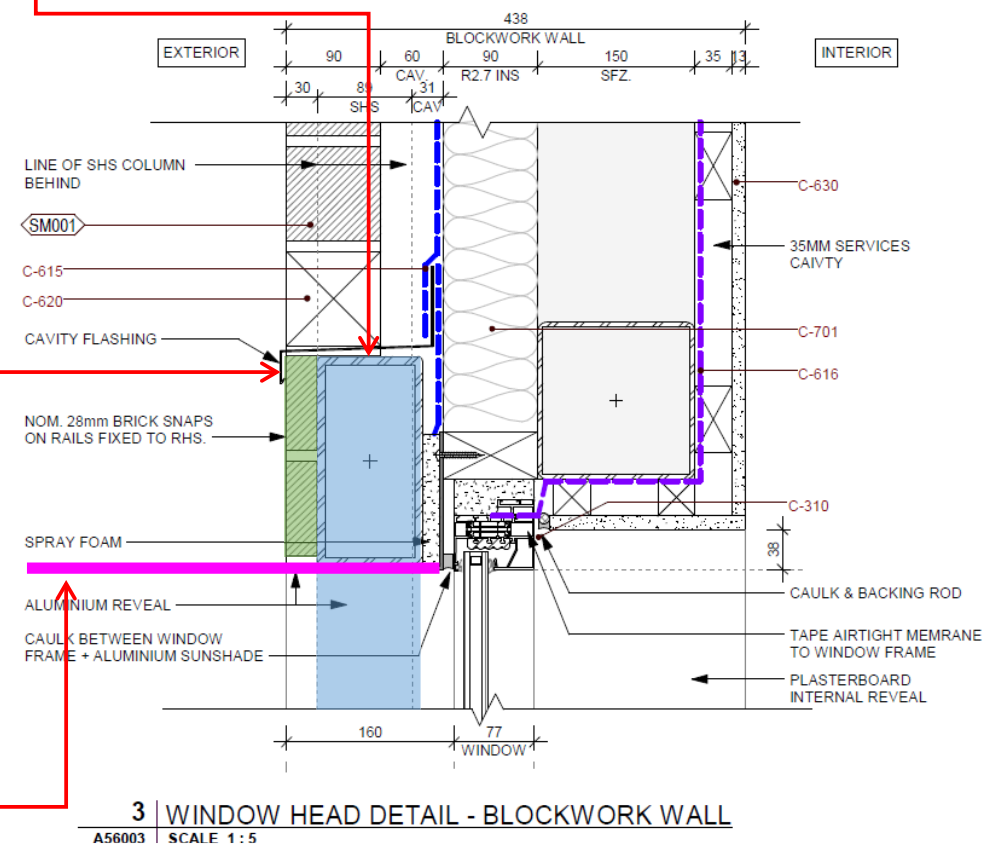 438
BLOCKWORK WALL
EXTERIOR
INTERIOR
90 60 90 150 35 13
CAV. R2.7 INS SFZ.
30 89 31
SHS CAV
LINE OF SHS COLUMN
BEHIND
SM001
C-615
C-620
CAVITY FLASHING
NOM. 28mm BRICK SNAPS
ON RAILS FIXED TO RHS.
SPRAY FOAM
ALUMINIUM REVEAL
CAULK BETWEEN WINDOW
FRAME + ALUMINIUM SUNSHADE
C-630
35MM SERVICES
CAIVTY
C-701
C-616
C-310
38
CAULK & BACKING ROD
TAPE AIRTIGHT MEMRANE
TO WINDOW FRAME
PLASTERBOARD
INTERNAL REVEAL
160 77
WINDOW
3 WINDOW HEAD DETAIL - BLOCKWORK WALL
A56003 SCALE 1 : 5